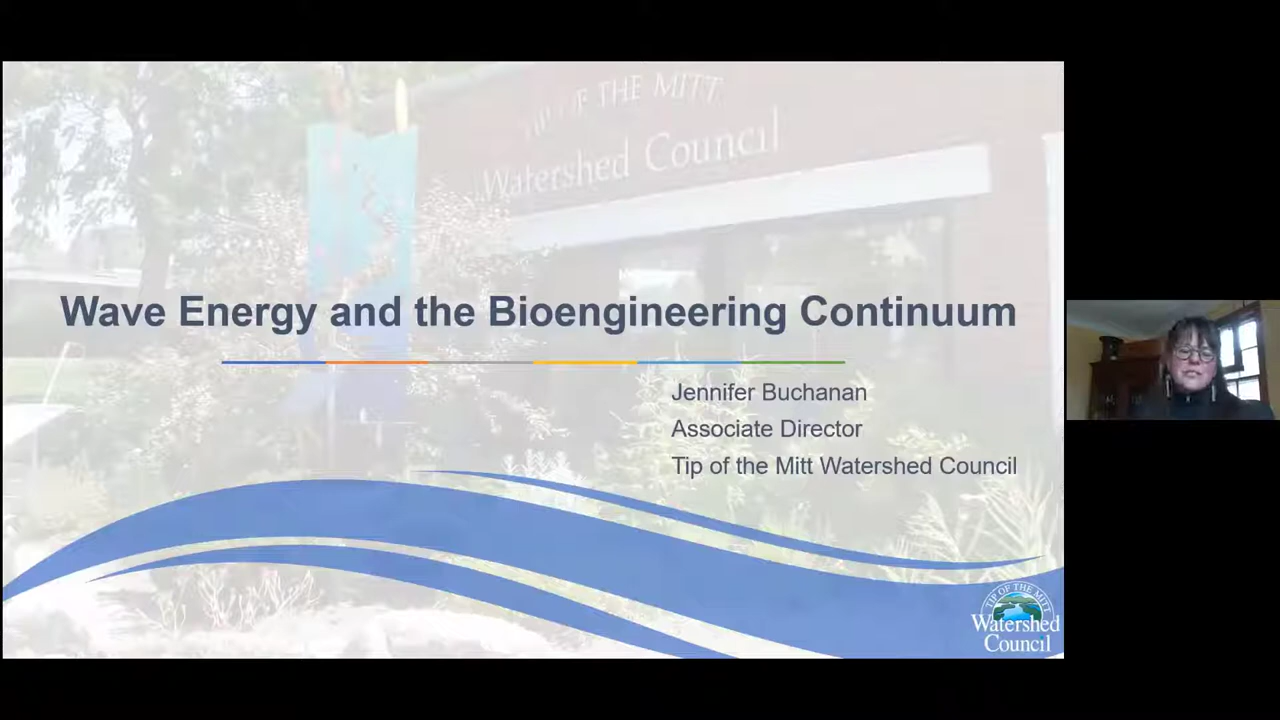 TIP OF THE MITT
Watershed Council
Wave Energy and the Bioengineering Continuum
Jennifer Buchanan
Associate Director
Tip of the Mitt Watershed Council
TIP OF THE MITT
Watershed
Council